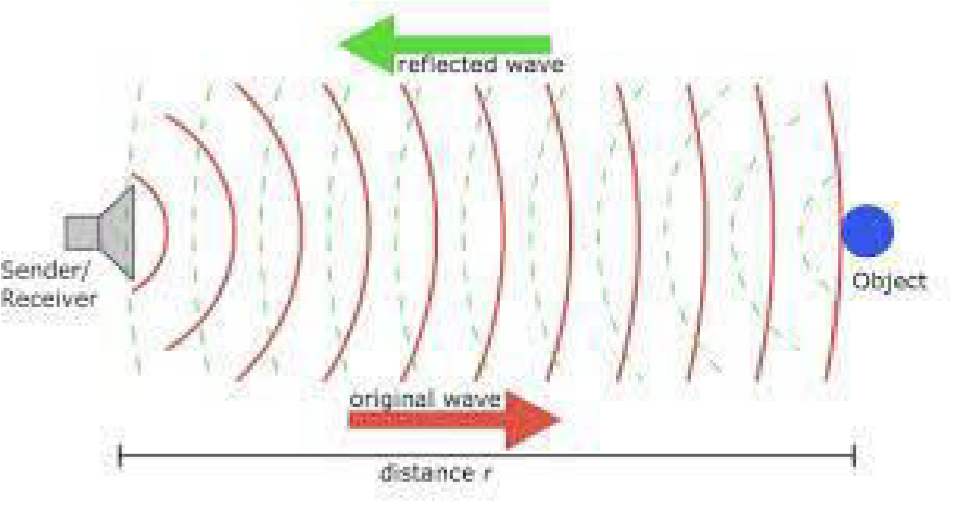 reflected wave
Sender/
Receiver
Object
original wave
distance r